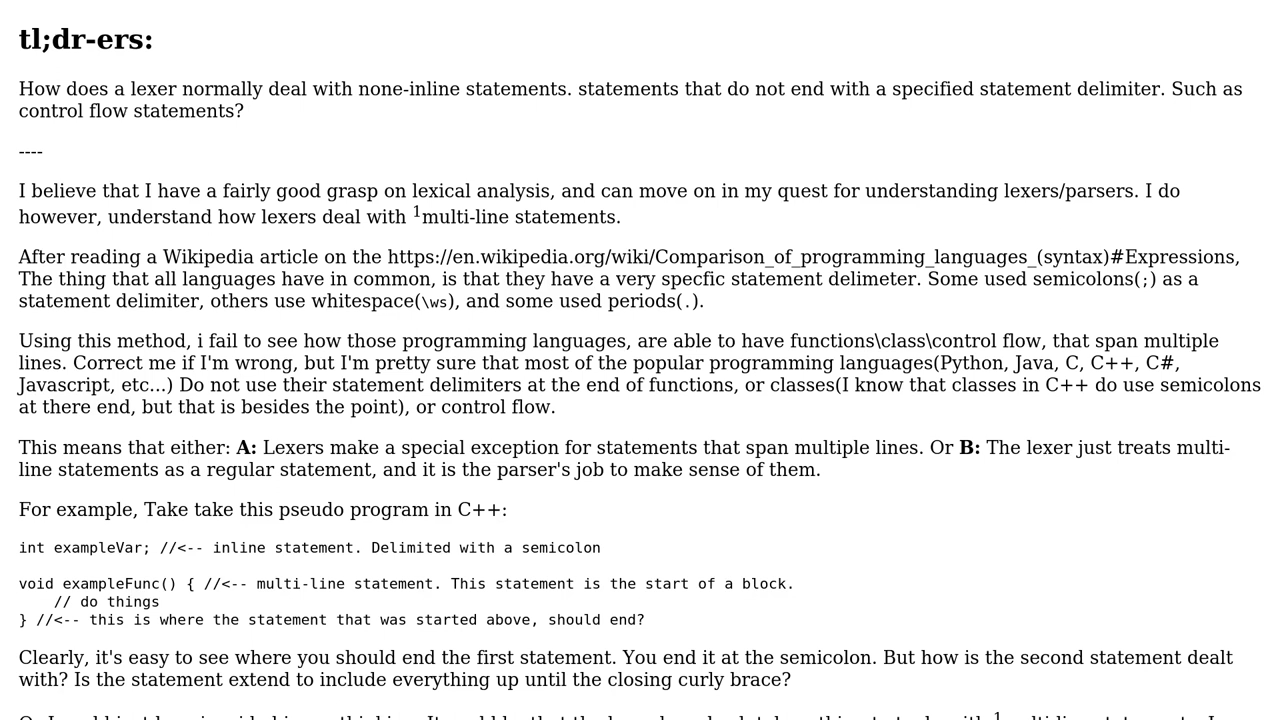 tl;dr-ers:
How does a lexer normally deal with none-inline statements. statements that do not end with a specified statement delimiter. Such as
control flow statements?
----
I believe that I have a fairly good grasp on lexical analysis, and can move on in my quest for understanding lexers/parsers. I do
however, understand how lexers deal with 1multi-line statements.
After reading a Wikipedia article on the https://en.wikipedia.org/wiki/Comparison_of_programming_languages_(syntax)#Expressions,
The thing that all languages have in common, is that they have a very specfic statement delimeter. Some used semicolons(;) as a
statement delimiter, others use whitespace(\ws), and some used periods(.).
Using this method, i fail to see how those programming languages, are able to have functions\class\control flow, that span multiple
lines. Correct me if I'm wrong, but I'm pretty sure that most of the popular programming languages(Python, Java, C, C++, C#,
Javascript, etc...) Do not use their statement delimiters at the end of functions, or classes(I know that classes in C++ do use semicolons
at there end, but that is besides the point), or control flow.
This means that either: A: Lexers make a special exception for statements that span multiple lines. Or B: The lexer just treats multi-
line statements as a regular statement, and it is the parser's job to make sense of them.
For example, Take take this pseudo program in C++:
int exampleVar; //<-- inline statement. Delimited with a semicolon
void exampleFunc() { //<-- multi-line statement. This statement is the start of a block.
// do things
} //<-- this is where the statement that was started above, should end?
Clearly, it's easy to see where you should end the first statement. You end it at the semicolon. But how is the second statement dealt
with? Is the statement extend to include everything up until the closing curly brace?